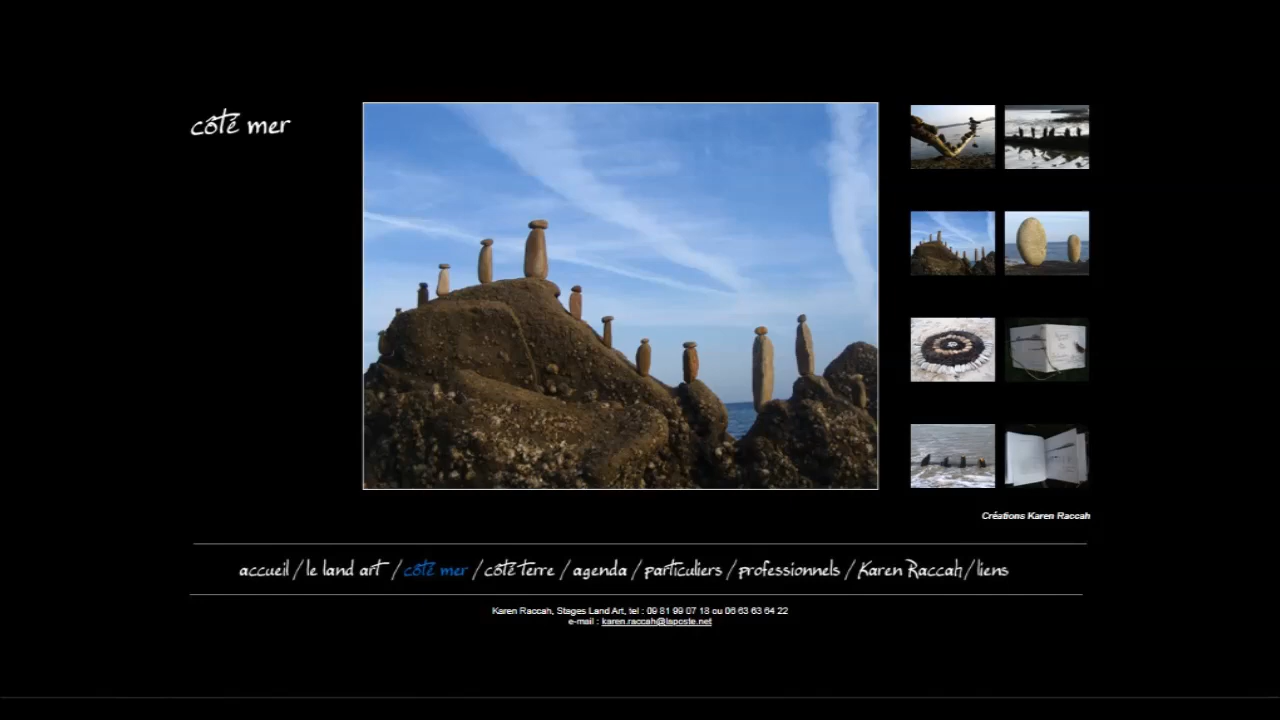 côté mer
Créations Karen Raccah
accueil / le land art / côté mer / côté terre / agenda / particuliers / professionnels / Karen Raccah / liens
Karen Raccah, Stages Land Art, tel : 09 81 99 07 18 ou 06 63 63 64 22
e-mail : karen.raccah@laposte.net